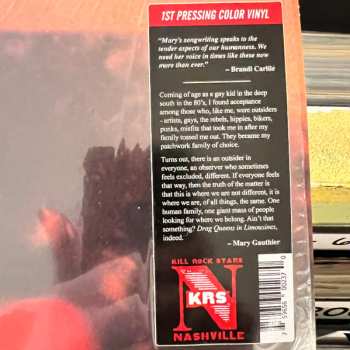 1ST PRESSING COLOR VINYL
“Mary's songwriting speaks to the
tender aspects of our humanness. We
need her voice in times like these now
more than ever.”
– Brandi Carlile
Coming of age as a gay kid in the deep
south in the 80's, I found acceptance
among those who, like me, were outsiders
- artists, gays, the rebels, hippies, bikers,
punks, misfits that took me in after my
family tossed me out. They became my
patchwork family of choice.
Turns out, there is an outsider in
everyone, an observer who sometimes
feels excluded, different. If everyone feels
that way, then the truth of the matter is
that this is where we are not different, it is
where we are, of all things, the same. One
human family, one giant mass of people
looking for where we belong. Ain't that
something? Drag Queens in Limousines,
indeed.
– Mary Gauthier
KILL ROCK STARS
N
KRS
NASHVILLE
7 59656 00237 0